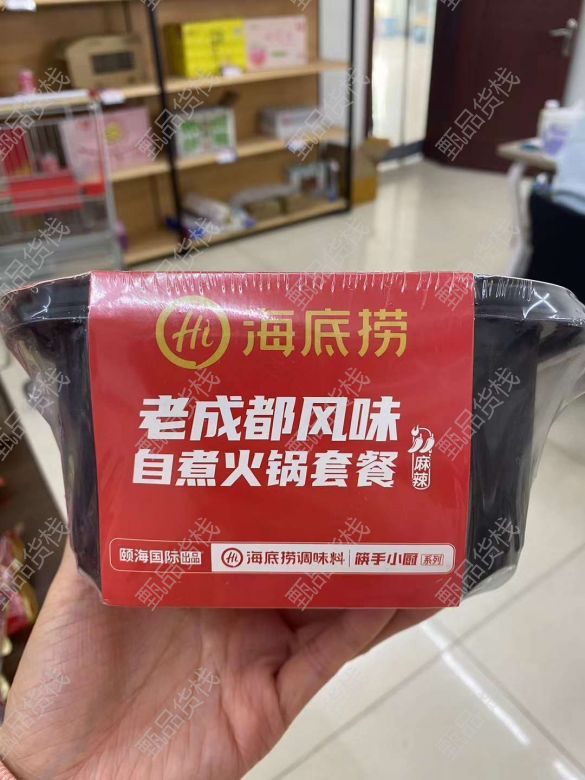 Hi 海底捞
老成都风味
自煮火锅套餐
麻辣
颐海国际出品 Hi 海底捞调味料 筷手小厨 系列
甄品货栈